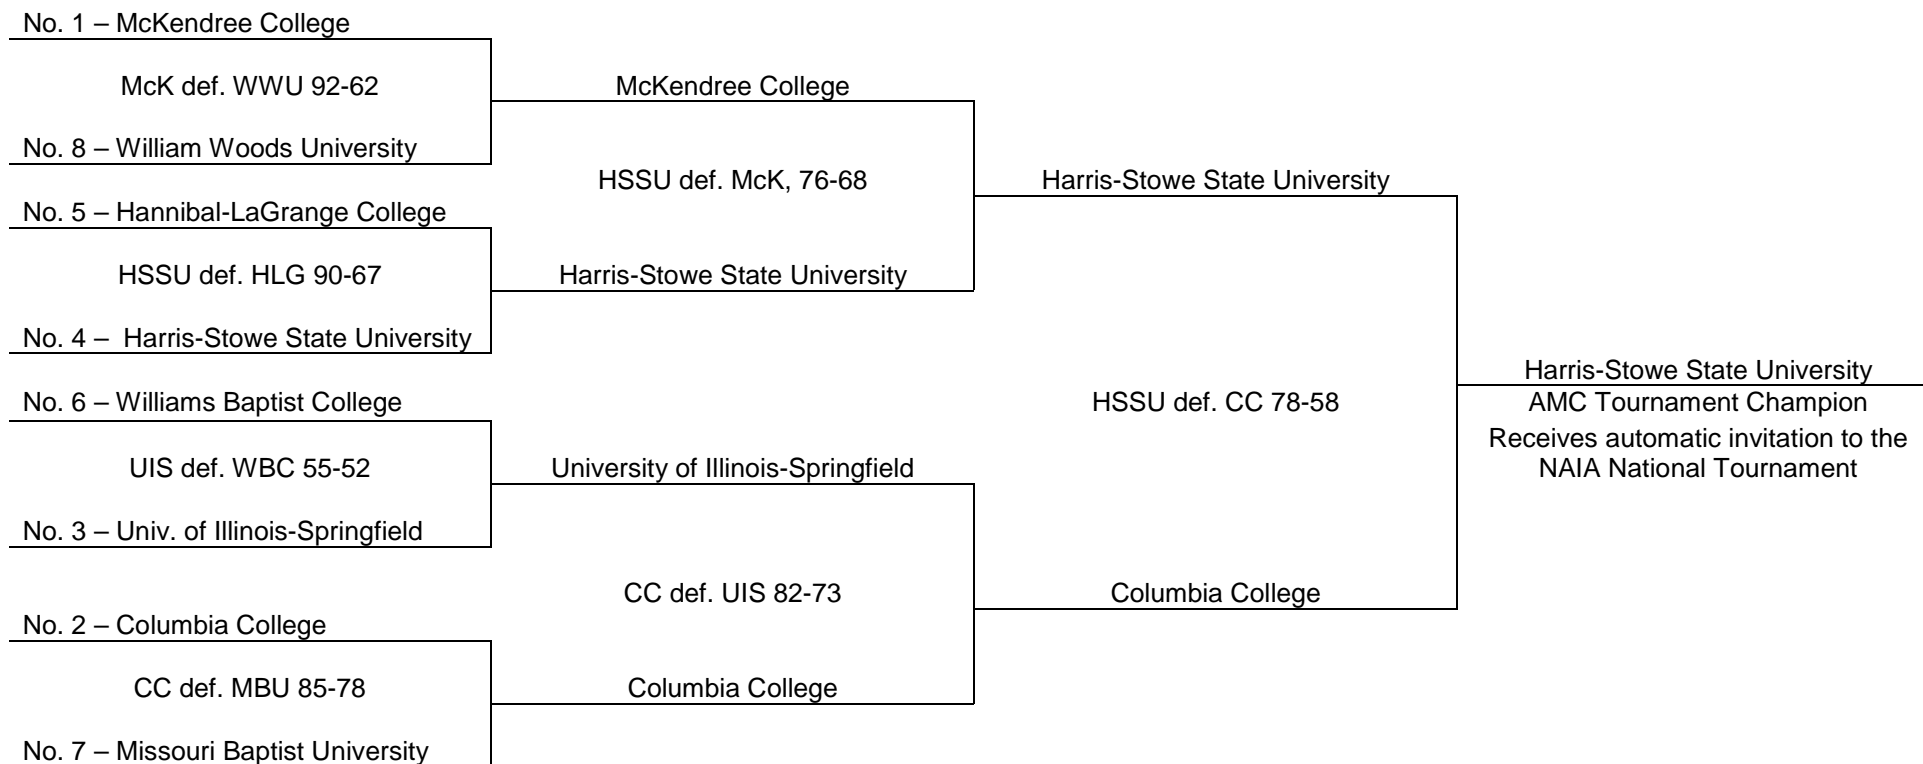 No. 1 – McKendree College
McK def. WWU 92-62
McKendree College
No. 8 – William Woods University
HSSU def. McK, 76-68
Harris-Stowe State University
No. 5 – Hannibal-LaGrange College
HSSU def. HLG 90-67
Harris-Stowe State University
No. 4 – Harris-Stowe State University
Harris-Stowe State University
No. 6 – Williams Baptist College
HSSU def. CC 78-58
AMC Tournament Champion
Receives automatic invitation to the
NAIA National Tournament
UIS def. WBC 55-52
University of Illinois-Springfield
No. 3 – Univ. of Illinois-Springfield
CC def. UIS 82-73
Columbia College
No. 2 – Columbia College
CC def. MBU 85-78
Columbia College
No. 7 – Missouri Baptist University